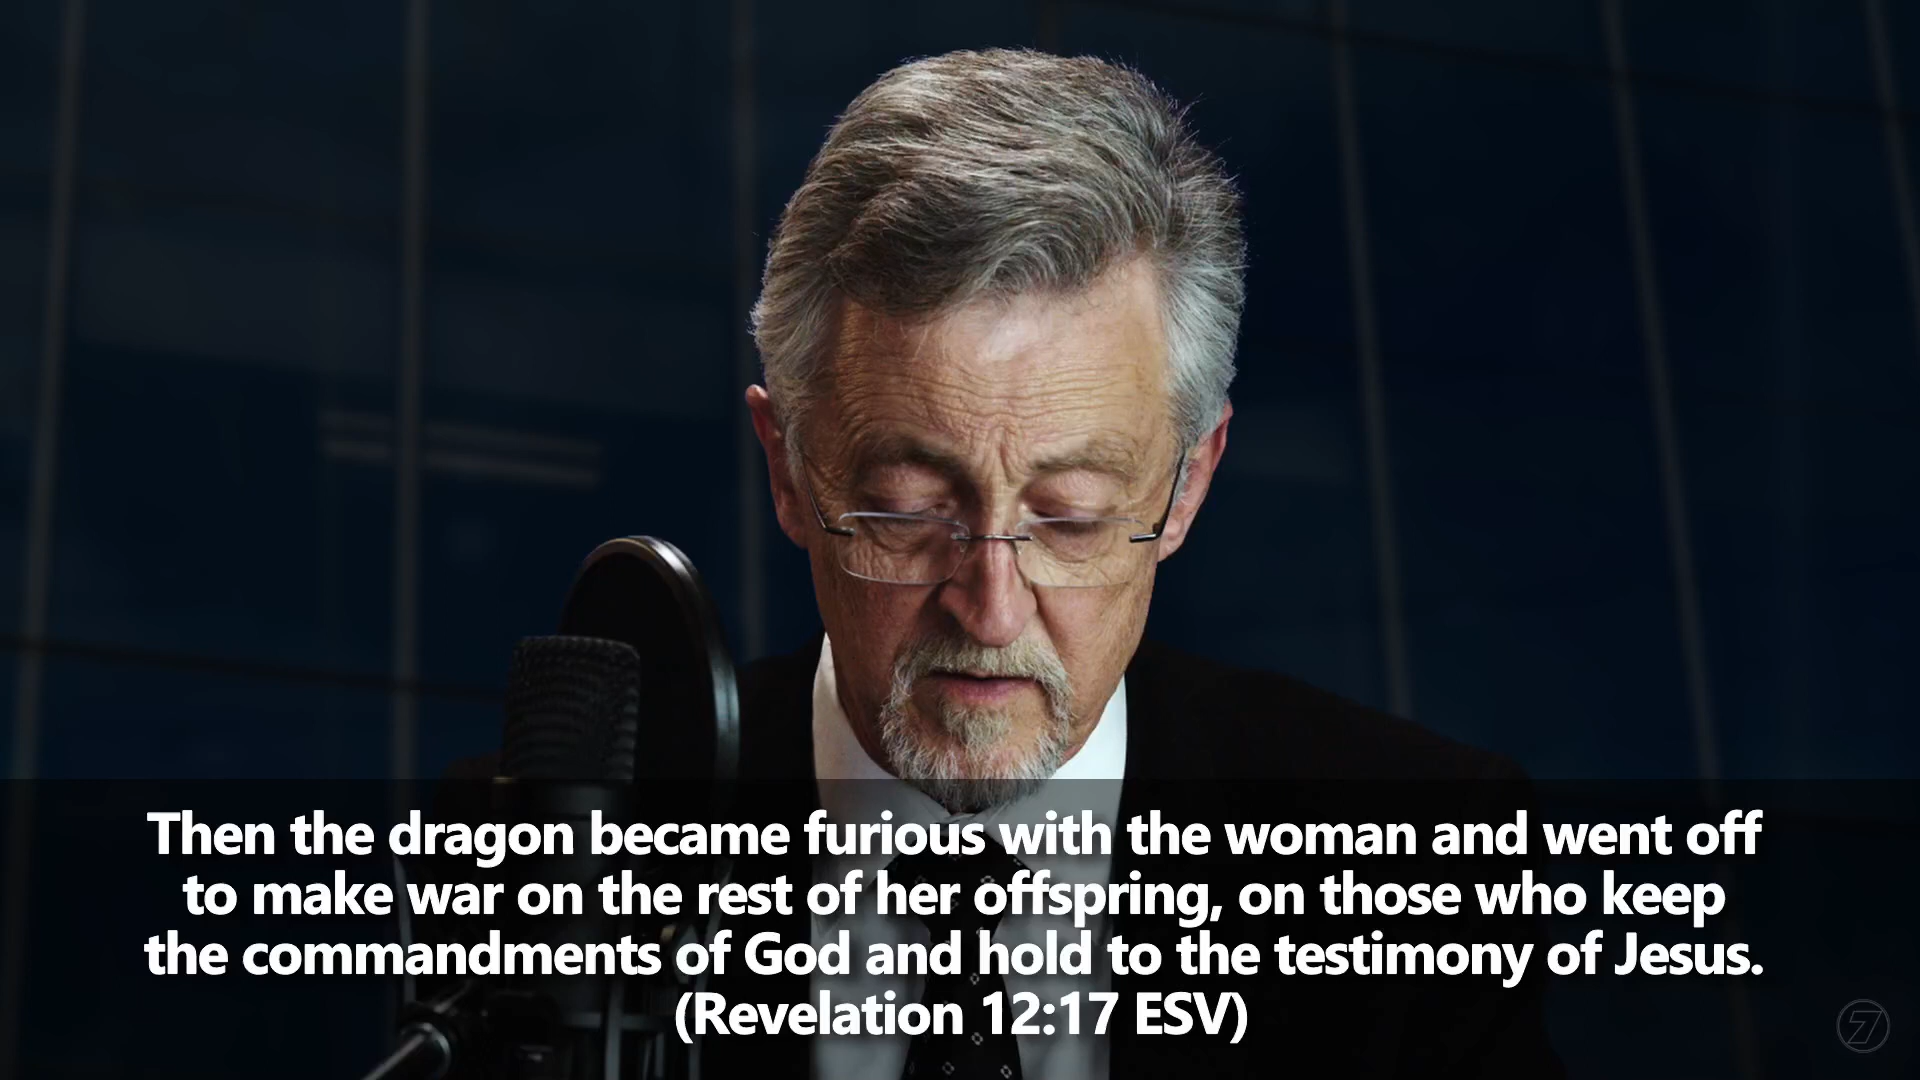 Then the dragon became furious with the woman and went off
to make war on the rest of her offspring, on those who keep
the commandments of God and hold to the testimony of Jesus.
(Revelation 12:17 ESV)